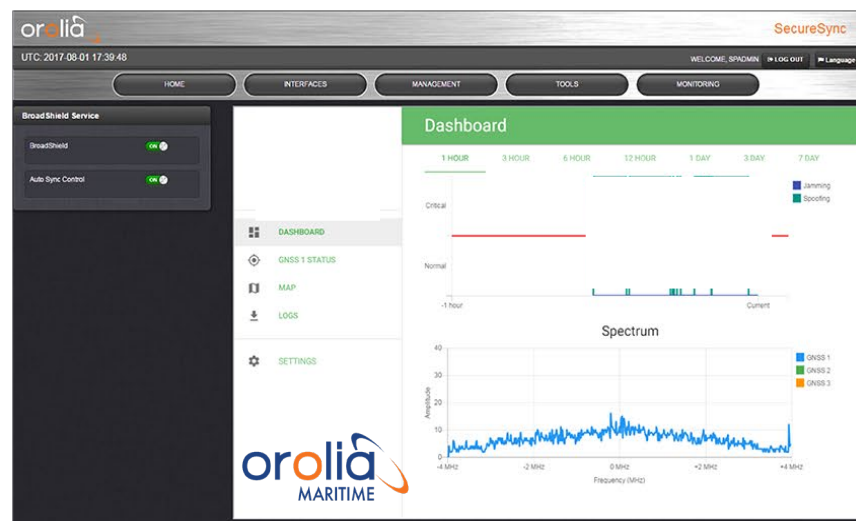 orolia
SecureSync
UTC: 2017-08-01 17:39:48
WELCOME, SPADMIN
LOG OUT
Language
HOME
INTERFACES
MANAGEMENT
TOOLS
MONITORING
BroadShield Service
BroadShield
ON
Auto Sync Control
ON
DASHBOARD
GNSS 1 STATUS
MAP
LOGS
SETTINGS
orolia
MARITIME
Dashboard
1 HOUR 3 HOUR 6 HOUR 12 HOUR 1 DAY 3 DAY 7 DAY
Jamming
Spoofing
Critical
Normal
-1 hour
Current
Spectrum
40
30
20
10
0
Amplitude
-4 MHz -2 MHz 0 MHz +2 MHz +4 MHz
Frequency (MHz)
GNSS 1
GNSS 2
GNSS 3